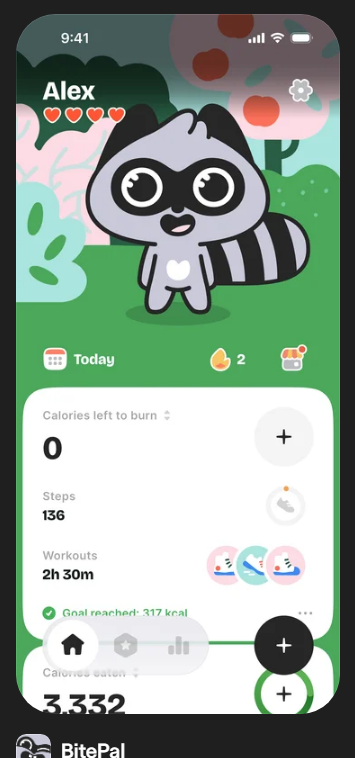 9:41
Alex
Today
2
Calories left to burn
0
Steps
136
Workouts
2h 30m
Goal reached: 317 kcal
Calories eaten
3,332
BitePal